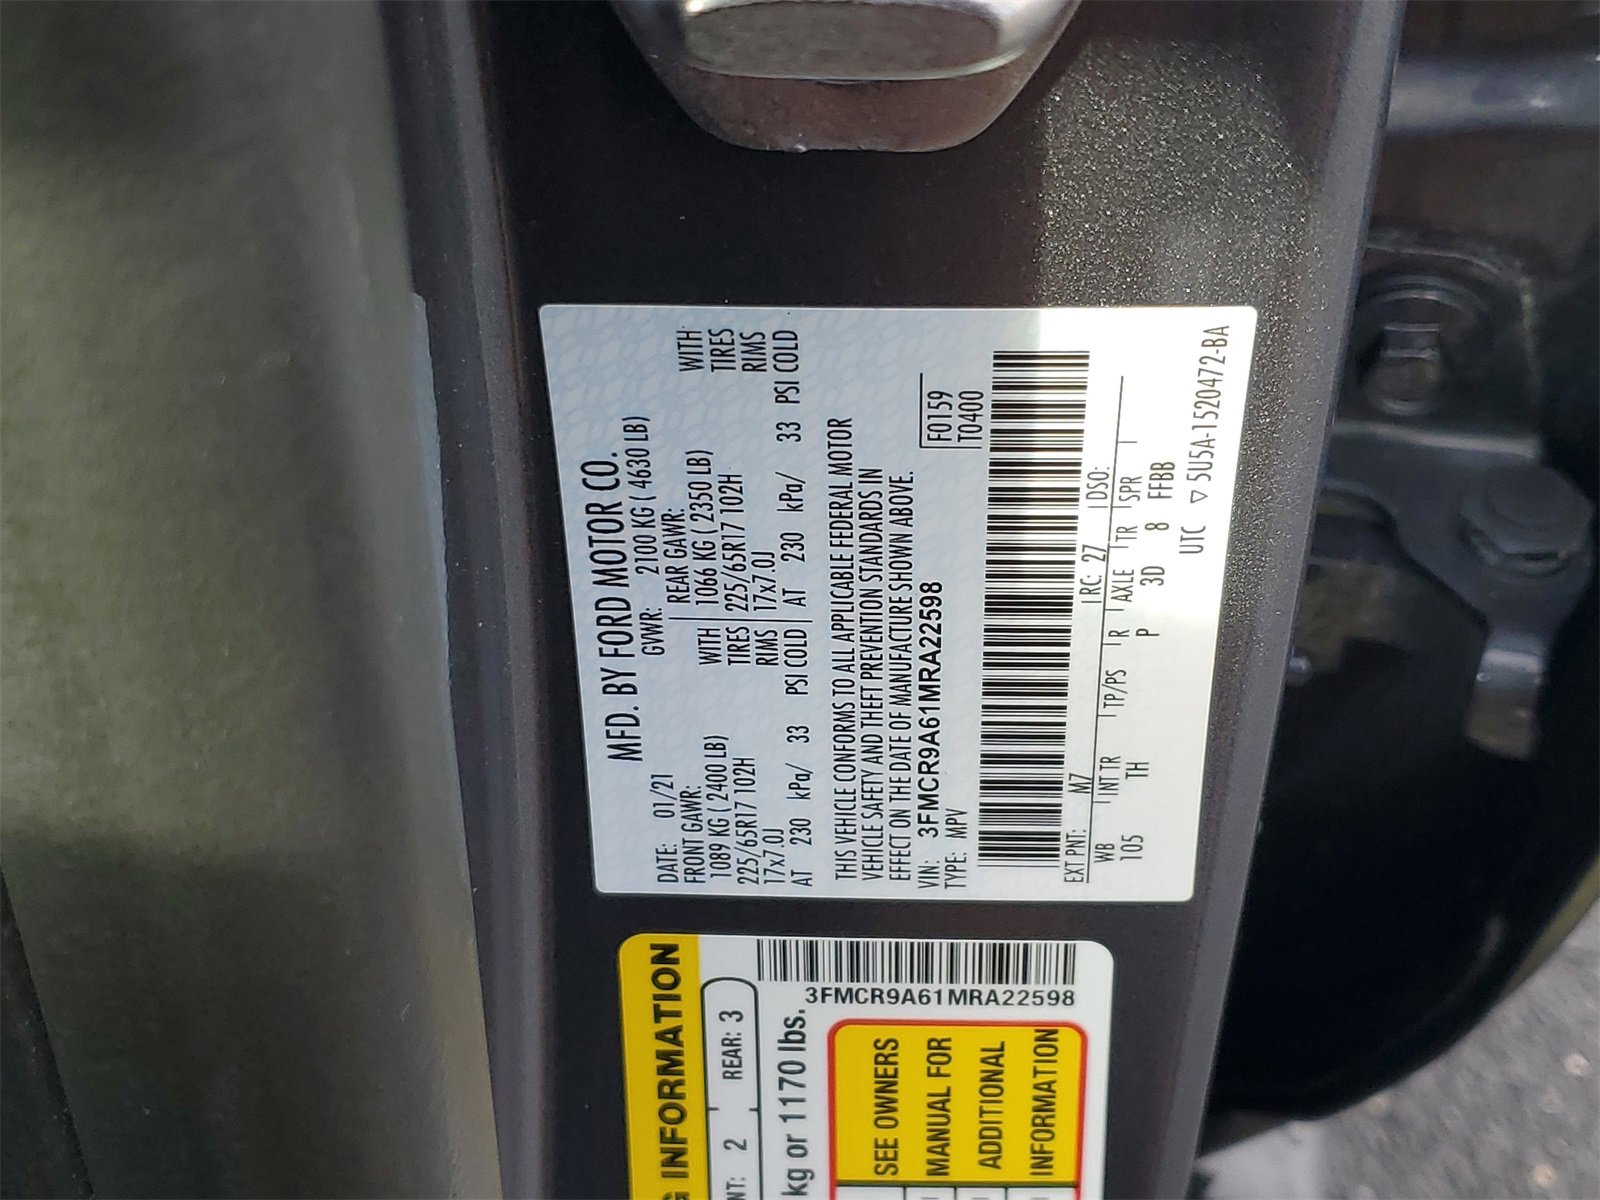 MFD. BY FORD MOTOR CO.
DATE: 01/21 GVWR: 2100 KG ( 4630 LB)
FRONT GAWR: REAR GAWR:
1089 KG ( 2400 LB) WITH 1066 KG ( 2350 LB) WITH
225/65R17 102H TIRES 225/65R17 102H TIRES
17x7.0J RIMS 17x7.0J RIMS
AT 230 kPa/ 33 PSI COLD AT 230 kPa/ 33 PSI COLD
THIS VEHICLE CONFORMS TO ALL APPLICABLE FEDERAL MOTOR
VEHICLE SAFETY AND THEFT PREVENTION STANDARDS IN
EFFECT ON THE DATE OF MANUFACTURE SHOWN ABOVE.
VIN: 3FMCR9A61MRA22598 F0159
TYPE: MPV T0400
EXT PNT: M7 RC: 27 DSO:
WB INT TR TP/PS R AXLE TR SPR
105 TH P 3D 8 FFBB
UTC ▽ 5U5A-1520472-BA
INFORMATION
2 REAR: 3
kg or 1170 lbs.
3FMCR9A61MRA22598
SEE OWNERS
MANUAL FOR
ADDITIONAL
INFORMATION